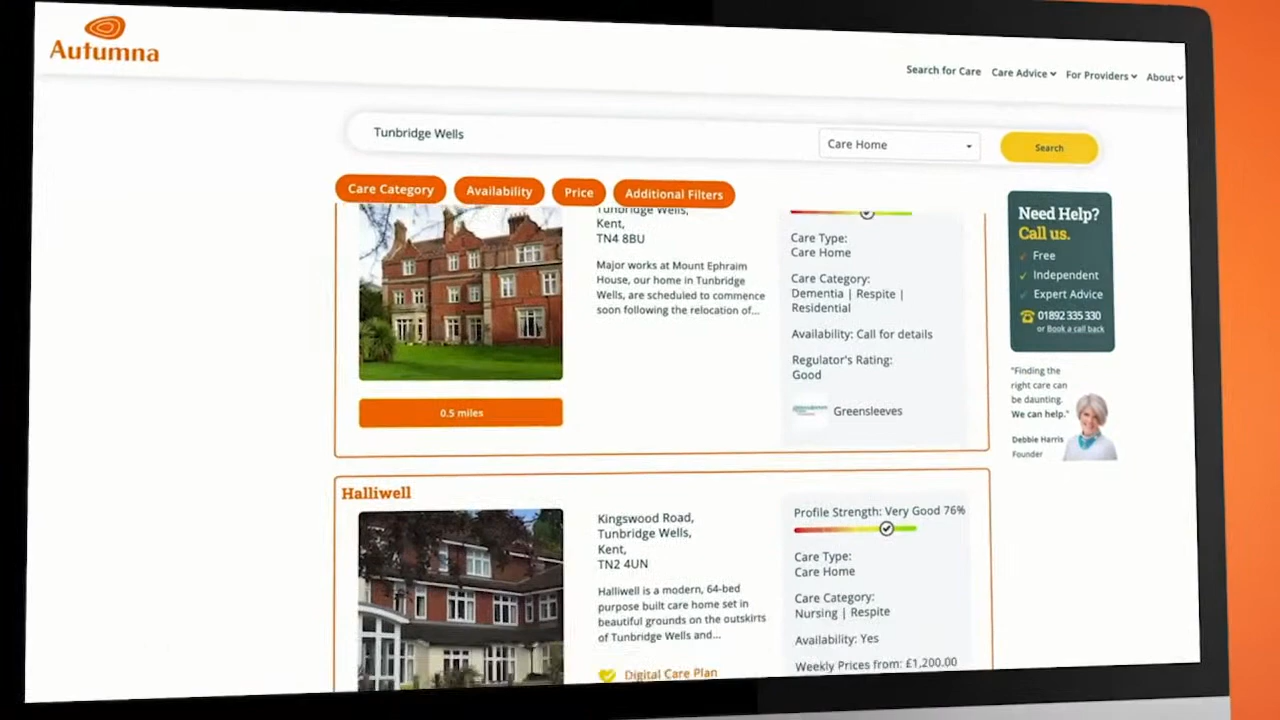 Autumna
Search for Care
Care Advice
For Providers
About
Tunbridge Wells
Care Home
Search
Care Category
Availability
Price
Additional Filters
Tunbridge Wells,
Kent,
TN4 8BU
Major works at Mount Ephraim
House, our home in Tunbridge
Wells, are scheduled to commence
soon following the relocation of...
0.5 miles
Care Type:
Care Home
Care Category:
Dementia | Respite |
Residential
Availability: Call for details
Regulator's Rating:
Good
Greensleeves
Need Help?
Call us.
Free
Independent
Expert Advice
01892 335 330
or Book a call back
"Finding the
right care can
be daunting.
We can help."
Debbie Harris
Founder
Halliwell
Kingswood Road,
Tunbridge Wells,
Kent,
TN2 4UN
Halliwell is a modern, 64-bed
purpose built care home set in
beautiful grounds on the outskirts
of Tunbridge Wells and...
Digital Care Plan
Profile Strength: Very Good 76%
Care Type:
Care Home
Care Category:
Nursing | Respite
Availability: Yes
Weekly Prices from: £1,200.00